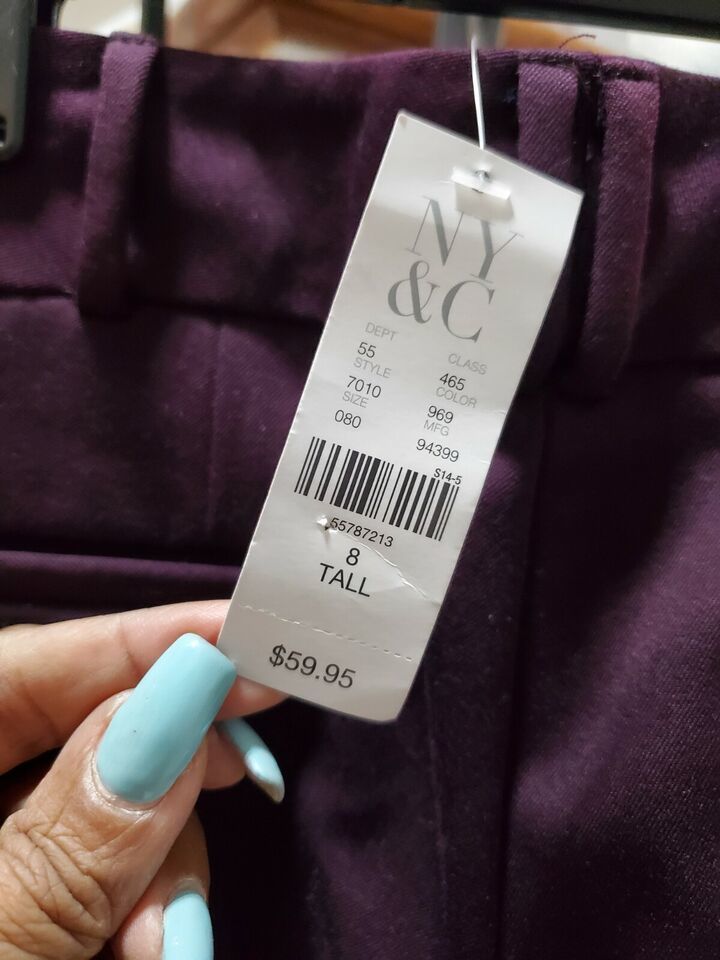 NY
&C
DEPT
55
STYLE
7010
SIZE
080
CLASS
465
COLOR
969
MFG
94399
S14-5
55787213
8
TALL
$59.95